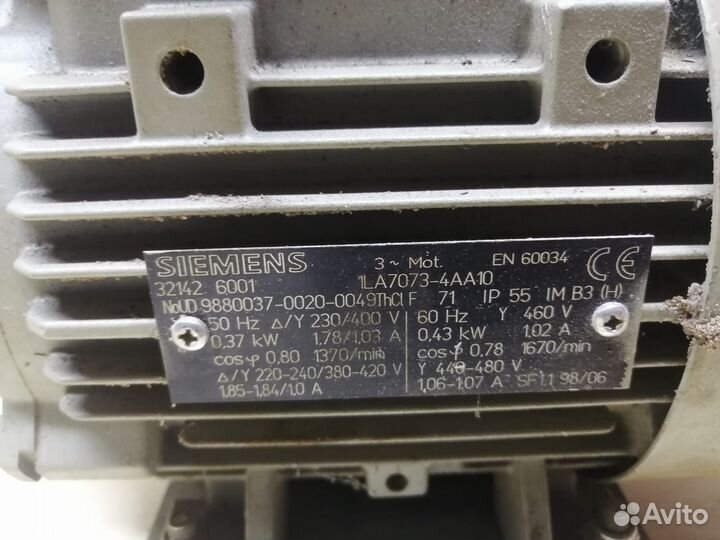 SIEMENS 3 ~ Mot. EN 60034 CE
32142 6001 1LA7073-4AA10
NoUD 9880037-0020-0049 ThCl F 71 IP 55 IM B3 (H)
50 Hz Δ/Y 230/400 V 60 Hz Y 460 V
0,37 kW 1.78/1.03 A 0,43 kW 1.02 A
cos φ 0,80 1370/min cos φ 0.78 1670/min
Δ/Y 220-240/380-420 V Y 440-480 V
1,85-1,84/1,0 A 1,06-1,07 A SF1.1 98/06
Avito